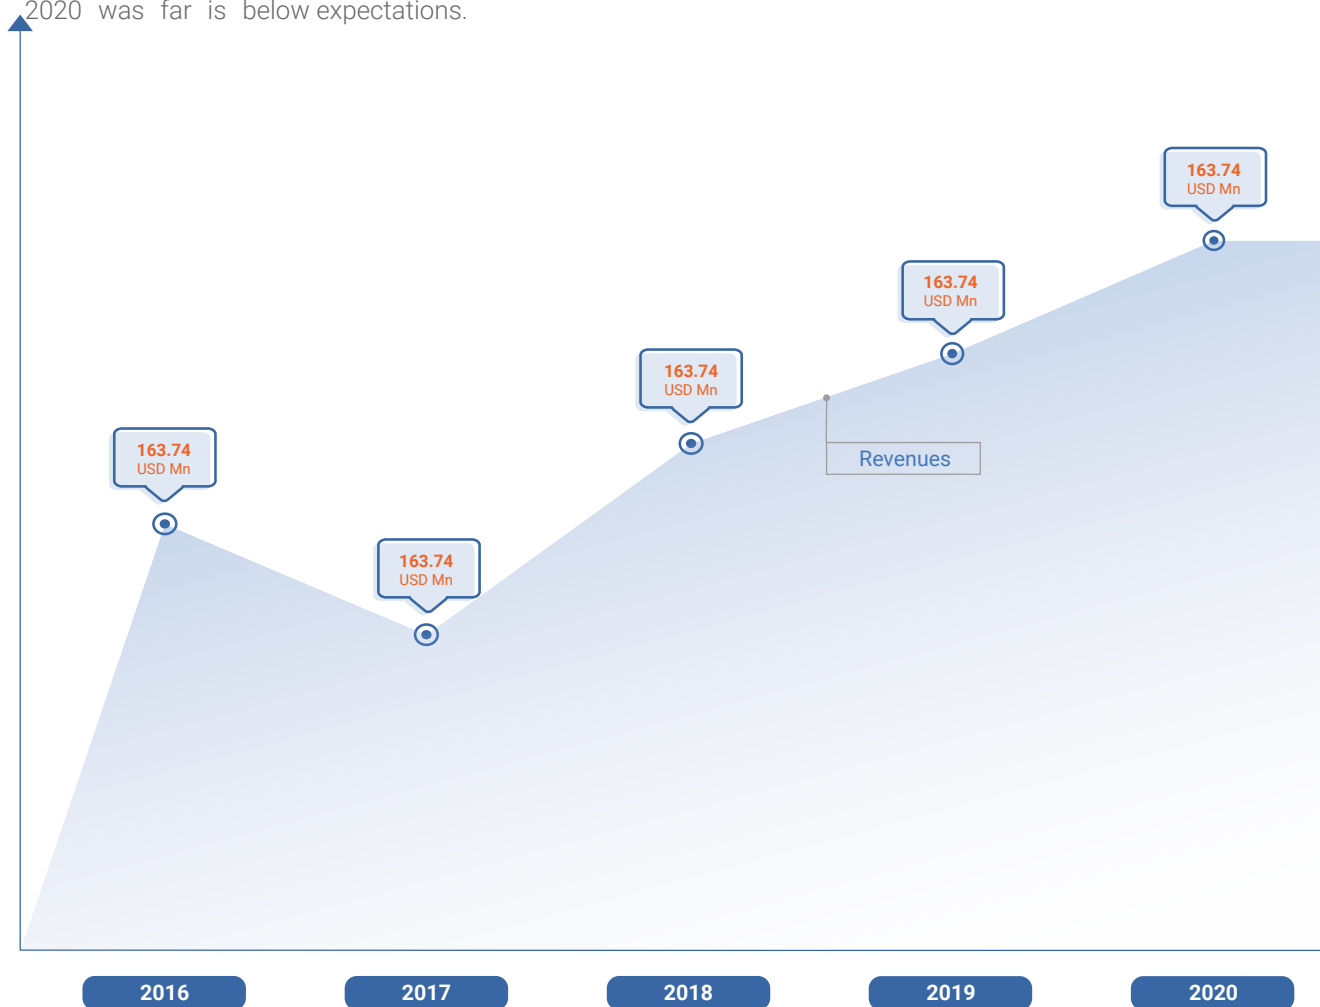 2020 was far is below expectations.
163.74
USD Mn
163.74
USD Mn
163.74
USD Mn
163.74
USD Mn
Revenues
163.74
USD Mn
2016
2017
2018
2019
2020